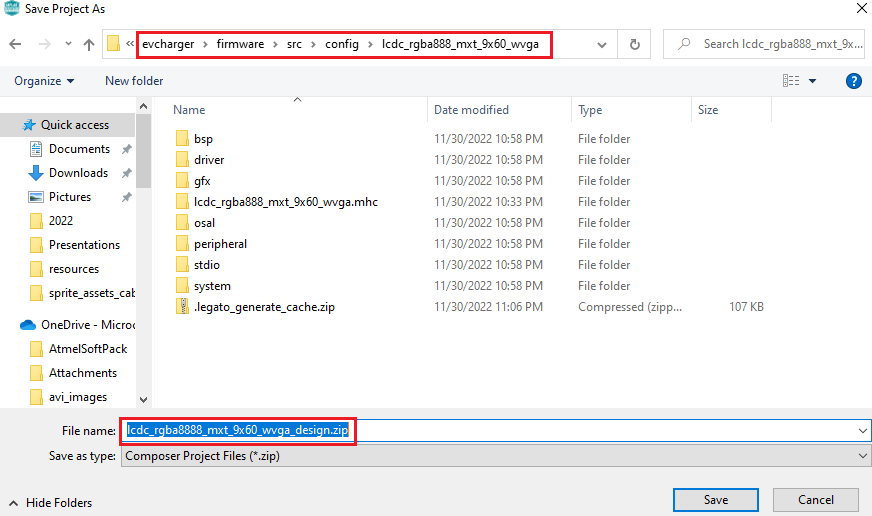 Save Project As
« evcharger › firmware › src › config › lcdc_rgba888_mxt_9x60_wvga
Search lcdc_rgba888_mxt_9x...
Organize
New folder
?
Name Date modified Type Size
Quick access
Documents
Downloads
Pictures
2022
Presentations
resources
sprite_assets_cab
OneDrive - Microc
AtmelSoftPack
Attachments
avi_images
bsp 11/30/2022 10:58 PM File folder
driver 11/30/2022 10:58 PM File folder
gfx 11/30/2022 10:58 PM File folder
lcdc_rgba888_mxt_9x60_wvga.mhc 11/30/2022 10:33 PM File folder
osal 11/30/2022 10:58 PM File folder
peripheral 11/30/2022 10:58 PM File folder
stdio 11/30/2022 10:58 PM File folder
system 11/30/2022 10:58 PM File folder
.legato_generate_cache.zip 11/30/2022 11:06 PM Compressed (zipp... 107 KB
File name: lcdc_rgba8888_mxt_9x60_wvga_design.zip
Save as type: Composer Project Files (*.zip)
Hide Folders
Save
Cancel